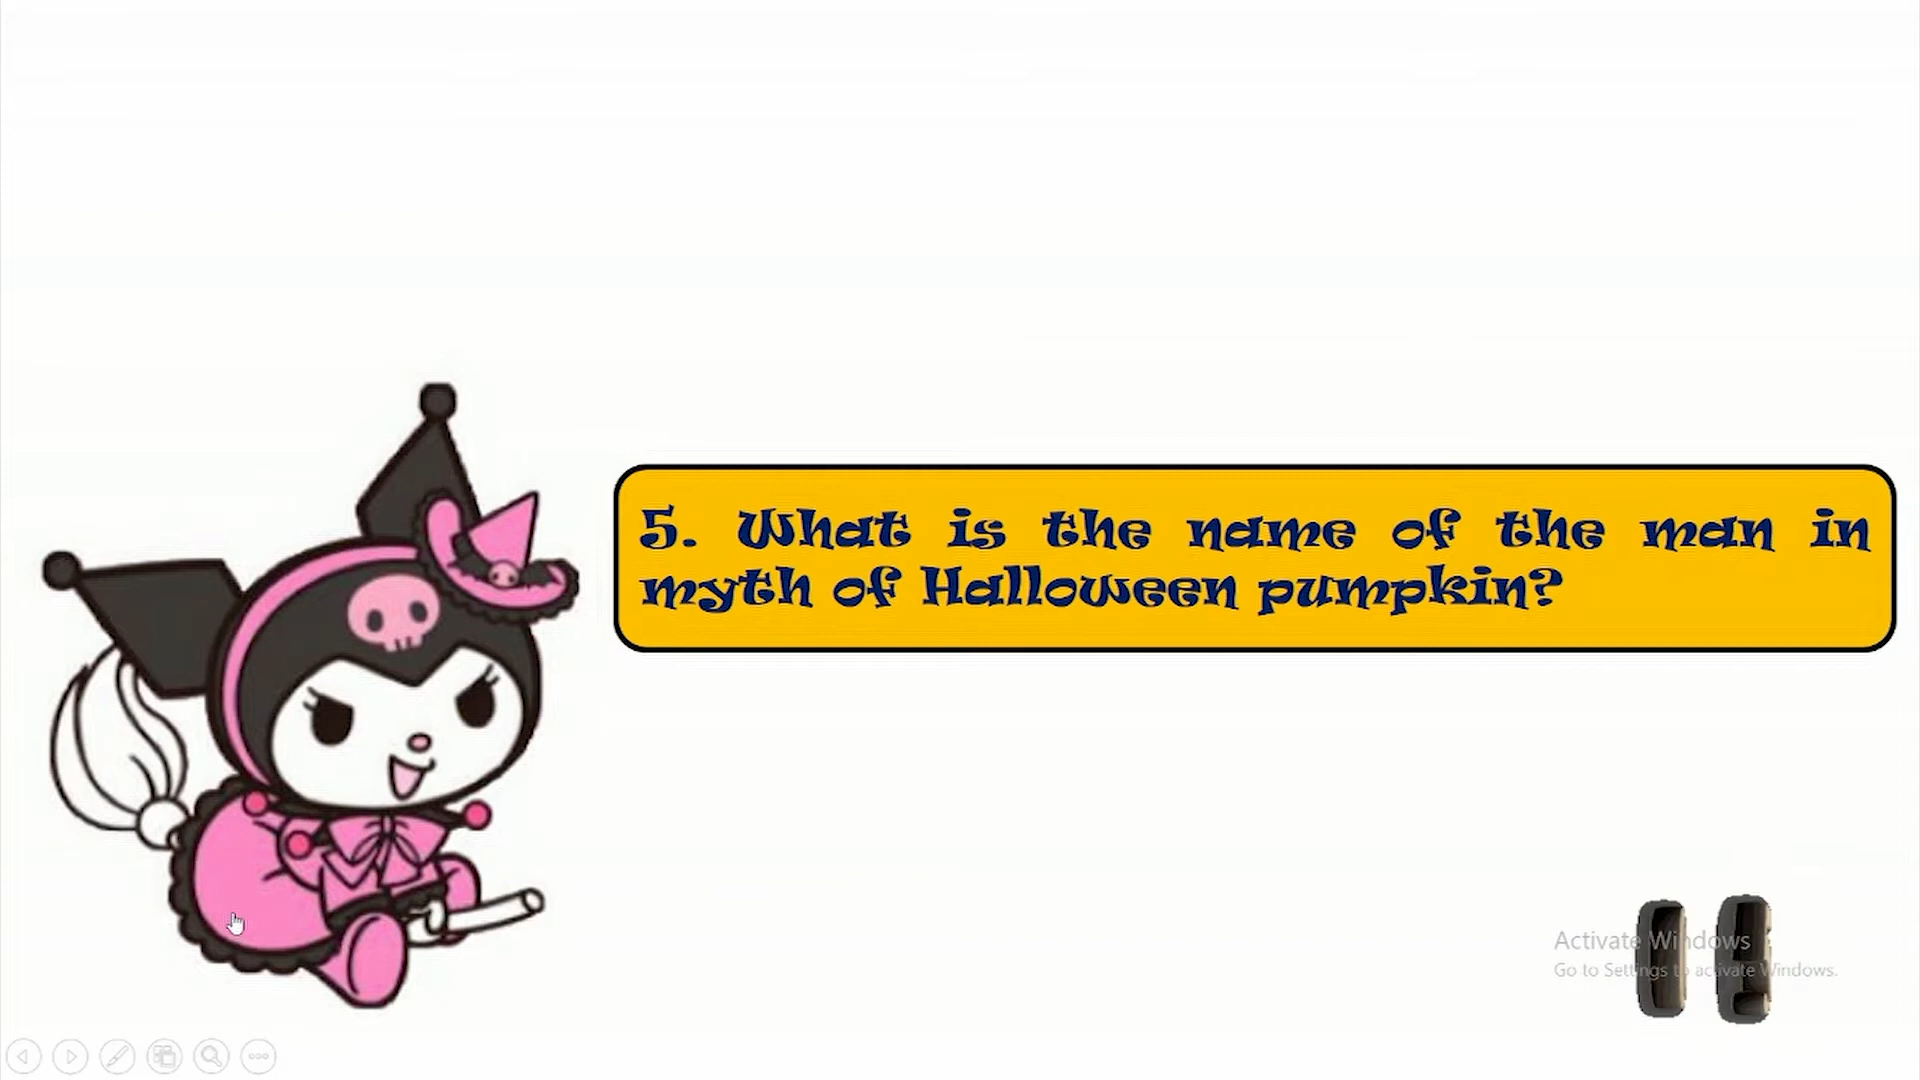 5. What is the name of the man in
myth of Halloween pumpkin?
Activate Windows
Go to Settings to activate Windows.